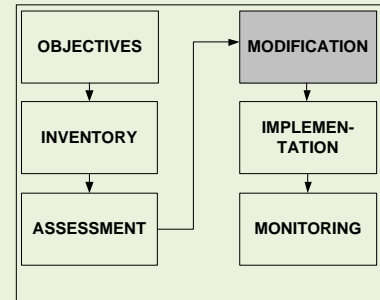 OBJECTIVES
INVENTORY
ASSESSMENT
MODIFICATION
IMPLEMEN-
TATION
MONITORING